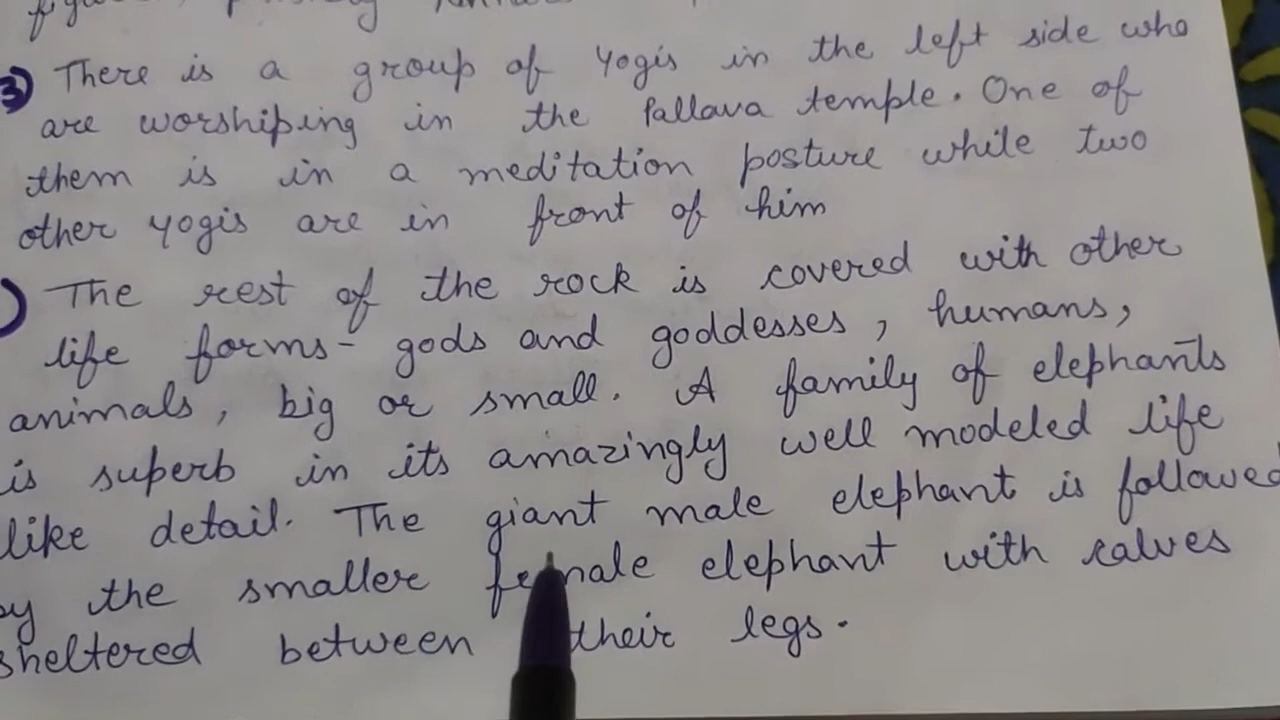 3) There is a group of yogis in the left side who
are worshiping in the Pallava temple. One of
them is in a meditation posture while two
other yogis are in front of him
) The rest of the rock is covered with other
life forms- gods and goddesses, humans,
animals, big or small. A family of elephants
is superb in its amazingly well modeled life
like detail. The giant male elephant is followed
by the smaller female elephant with calves
sheltered between their legs.